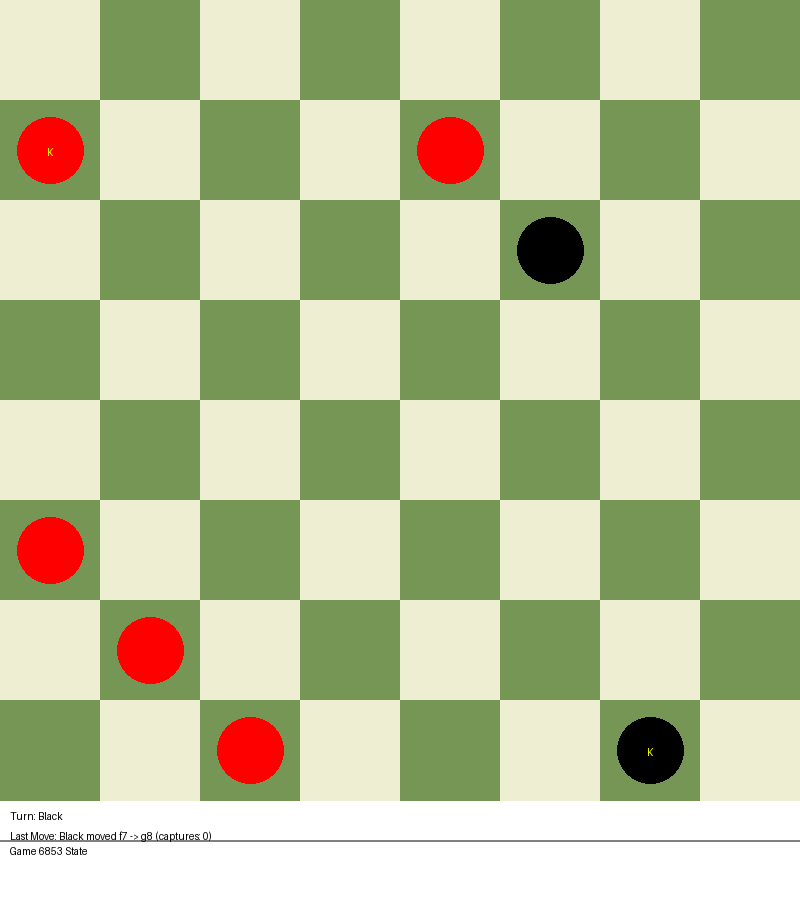 K
K
Turn: Black
Last Move: Black moved f7 -> g8 (captures: 0)
Game 6853 State